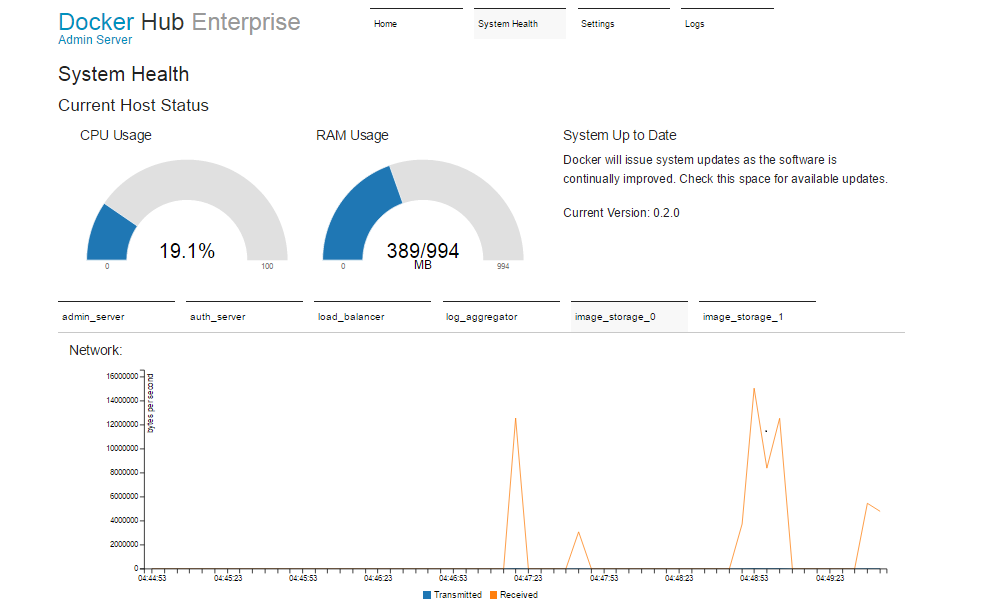 Docker Hub Enterprise
Admin Server
Home
System Health
Settings
Logs
System Health
Current Host Status
CPU Usage
19.1%
0
100
RAM Usage
389/994
MB
0
994
System Up to Date
Docker will issue system updates as the software is
continually improved. Check this space for available updates.
Current Version: 0.2.0
admin_server
auth_server
load_balancer
log_aggregator
image_storage_0
image_storage_1
Network:
bytes per second
16000000
14000000
12000000
10000000
8000000
6000000
4000000
2000000
0
04:44:53
04:45:23
04:45:53
04:46:23
04:46:53
04:47:23
04:47:53
04:48:23
04:48:53
04:49:23
Transmitted
Received